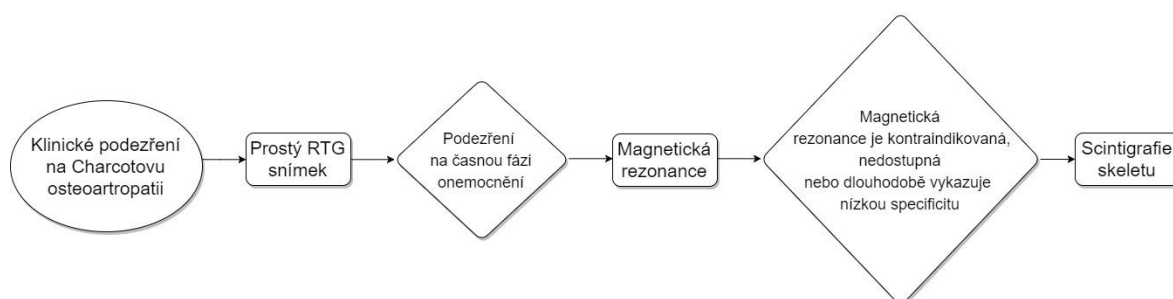 Klinické podezření
na Charcotovu
osteoartropatii
Prostý RTG
snímek
Podezření
na časnou fázi
onemocnění
Magnetická
rezonance
Magnetická
rezonance je kontraindikovaná,
nedostupná
nebo dlouhodobě vykazuje
nízkou specificitu
Scintigrafie
skeletu